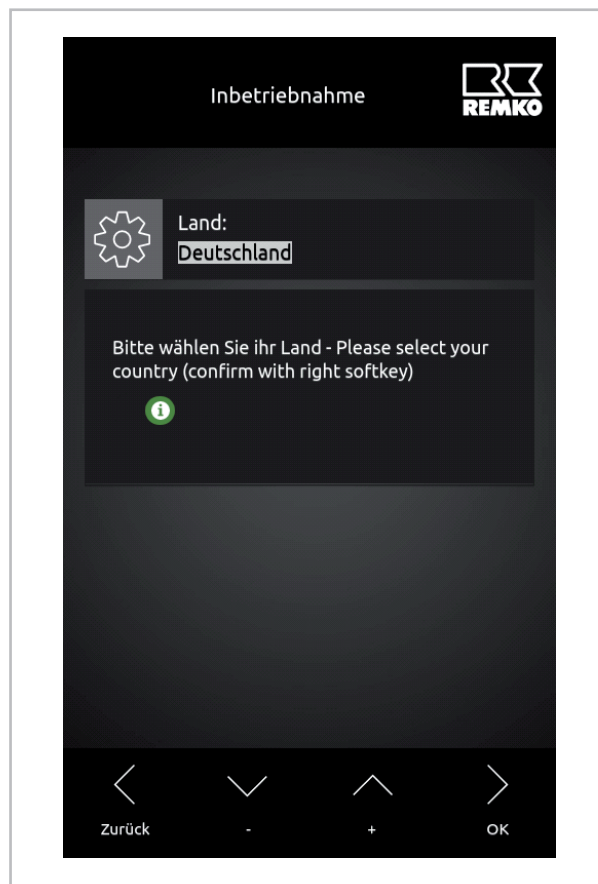 Inbetriebnahme
REMKO
Land:
Deutschland
Bitte wählen Sie ihr Land - Please select your
country (confirm with right softkey)
i
Zurück - + OK